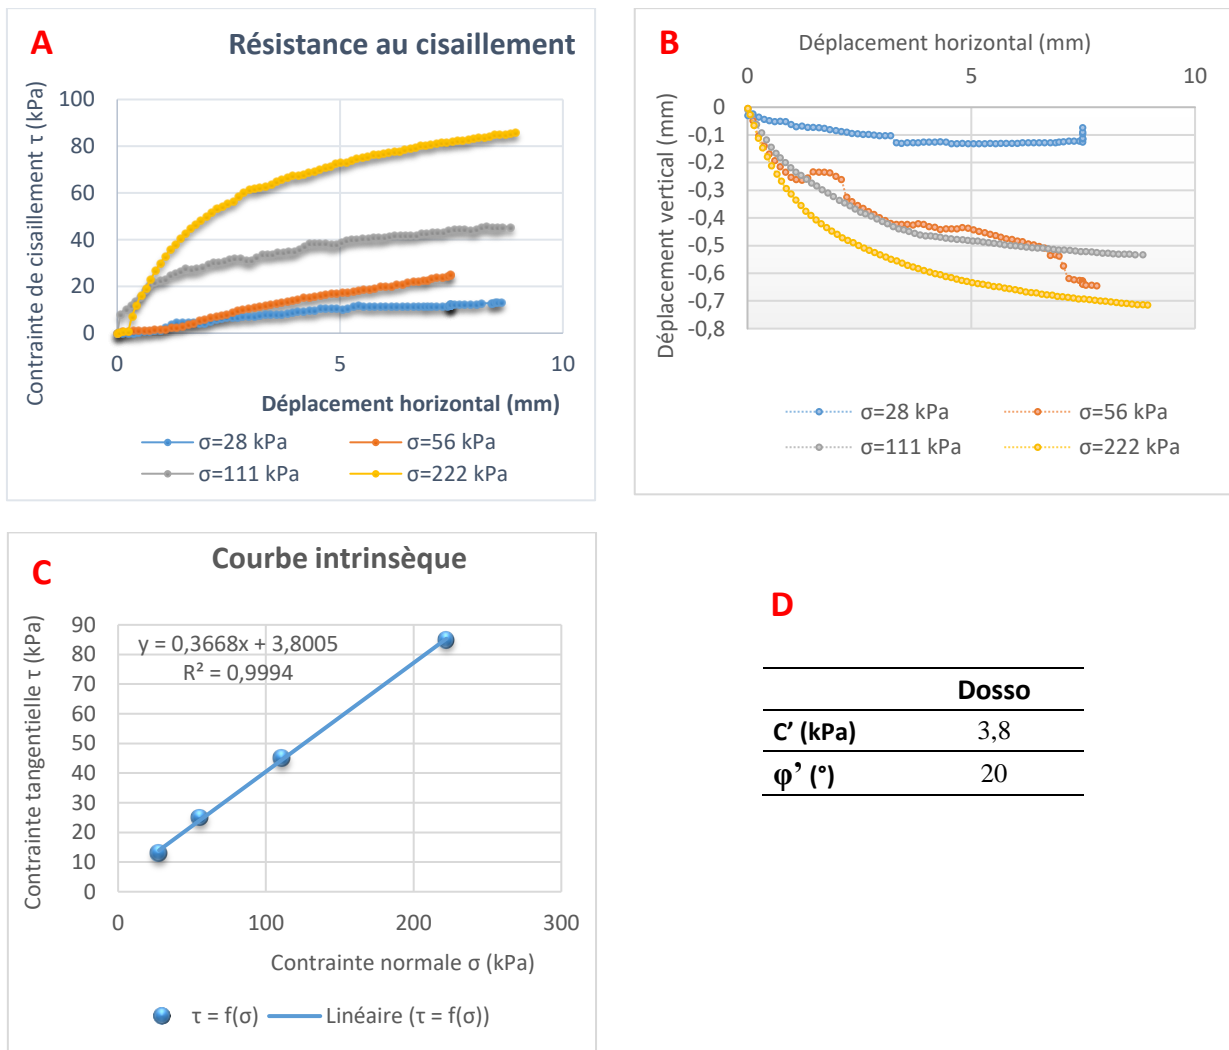 A
Résistance au cisaillement
Contrainte de cisaillement τ (kPa)
100
80
60
40
20
0
0 5 10
Déplacement horizontal (mm)
σ=28 kPa σ=56 kPa
σ=111 kPa σ=222 kPa
B
Déplacement horizontal (mm)
0 5 10
Déplacement vertical (mm)
0
-0,1
-0,2
-0,3
-0,4
-0,5
-0,6
-0,7
-0,8
σ=28 kPa σ=56 kPa
σ=111 kPa σ=222 kPa
C
Courbe intrinsèque
Contrainte tangentielle τ (kPa)
90
80
70
60
50
40
30
20
10
0
y = 0,3668x + 3,8005
R² = 0,9994
0 100 200 300
Contrainte normale σ (kPa)
τ = f(σ) Linéaire (τ = f(σ))
D
Dosso
C’ (kPa) 3,8
φ’ (°) 20